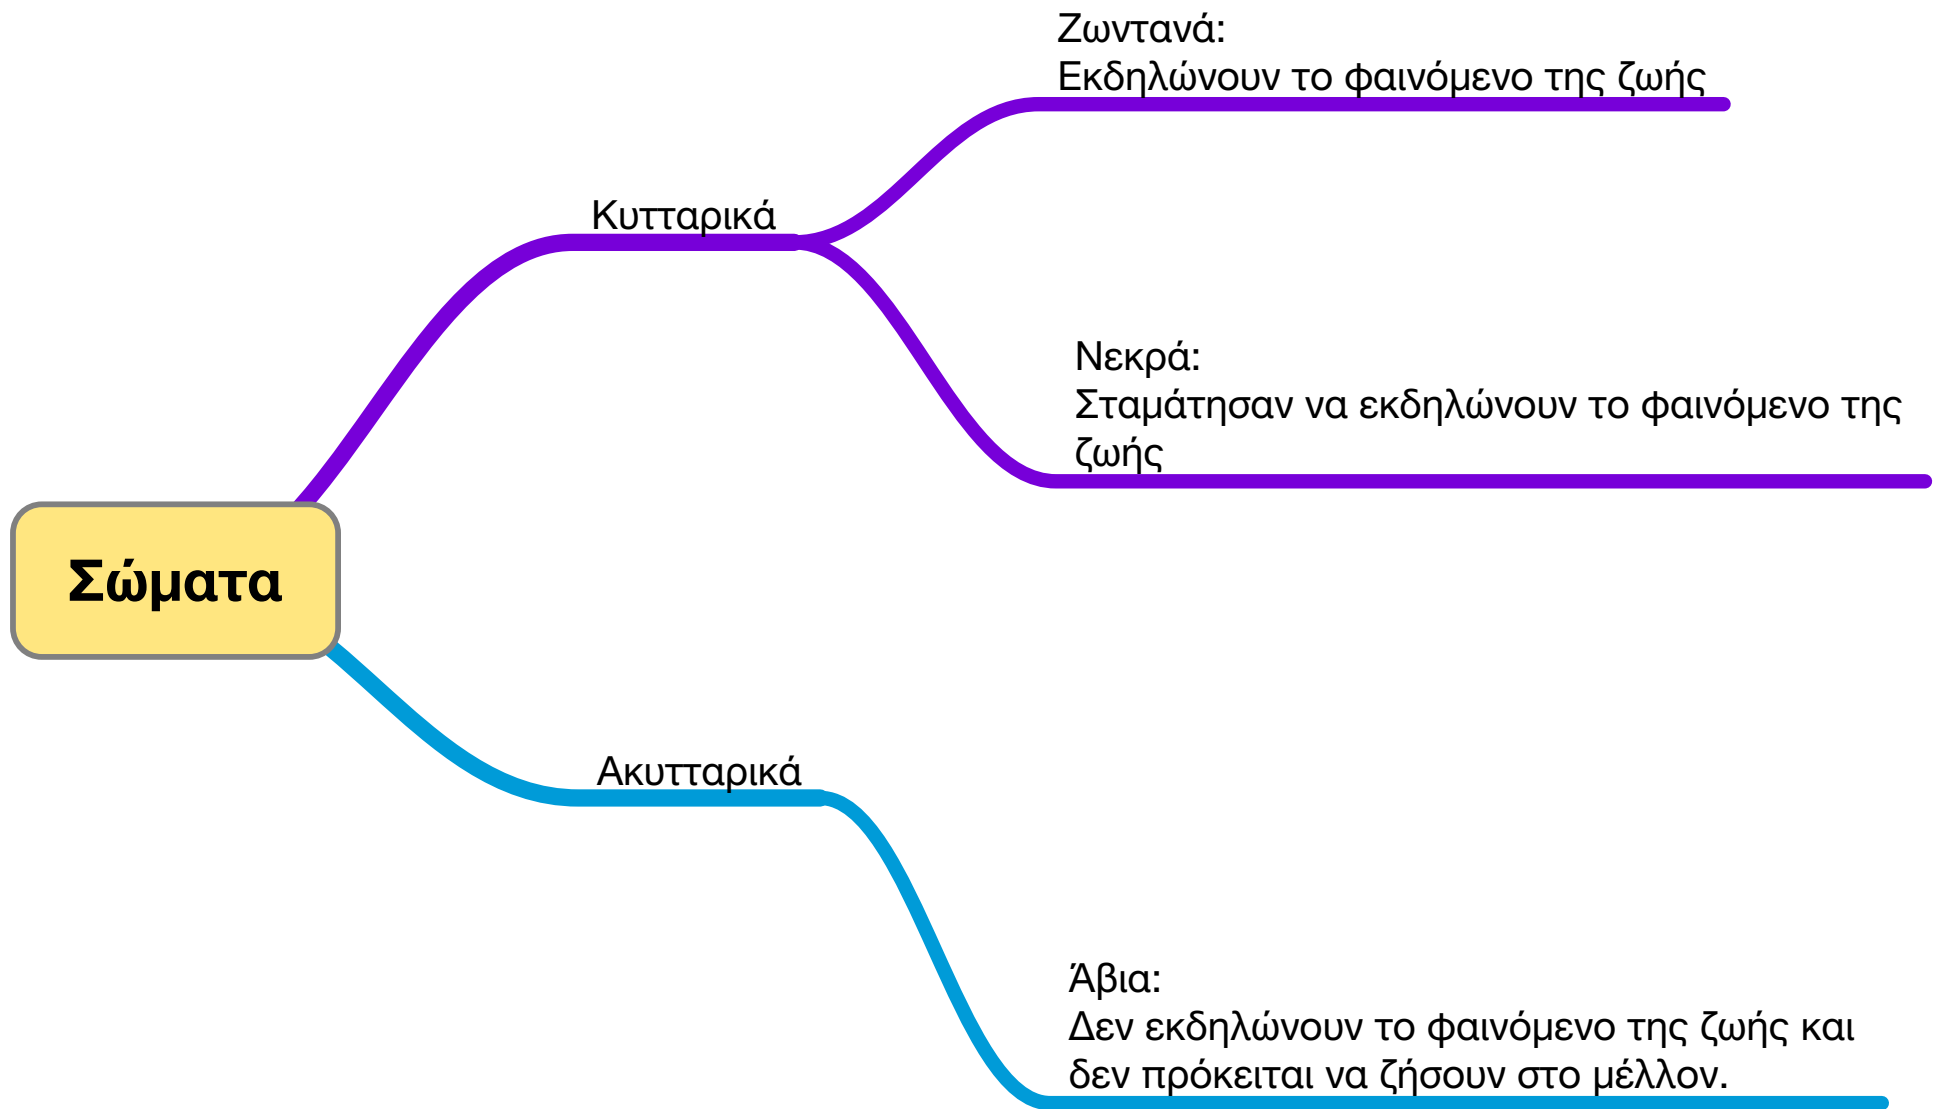 Ζωντανά:
Εκδηλώνουν το φαινόμενο της ζωής
Κυτταρικά
Νεκρά:
Σταμάτησαν να εκδηλώνουν το φαινόμενο της
ζωής
Σώματα
Ακυτταρικά
Άβια:
Δεν εκδηλώνουν το φαινόμενο της ζωής και
δεν πρόκειται να ζήσουν στο μέλλον.